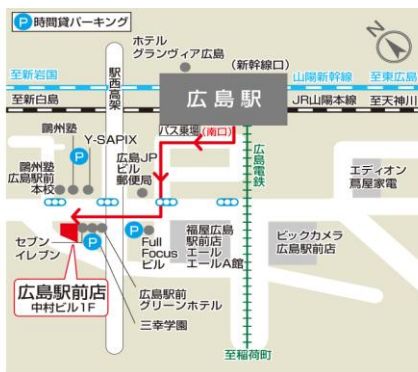 P 時間貸パーキング
N
ホテル
グランヴィア広島
(新幹線口)
駅西高架
至新岩国
山陽新幹線
至東広島
広島駅
至新白島
JR山陽本線
至天神川
バス乗場
(南口)
鷗州塾
Y-SAPIX
P
広島JP
ビル
郵便局
広島電鉄
鷗州塾
広島駅前
本校
エディオン
蔦屋家電
セブン
イレブン
P
P
Full
Focus
ビル
福屋広島
駅前店
エール
エールA館
ビックカメラ
広島駅前店
広島駅前店
中村ビル1F
広島駅前
グリーンホテル
三幸学園
至稲荷町